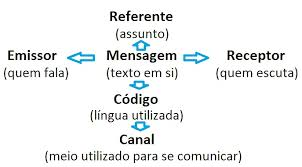 Referente
(assunto)
Emissor Mensagem Receptor
(quem fala) (texto em si) (quem escuta)
Código
(língua utilizada)
Canal
(meio utilizado para se comunicar)